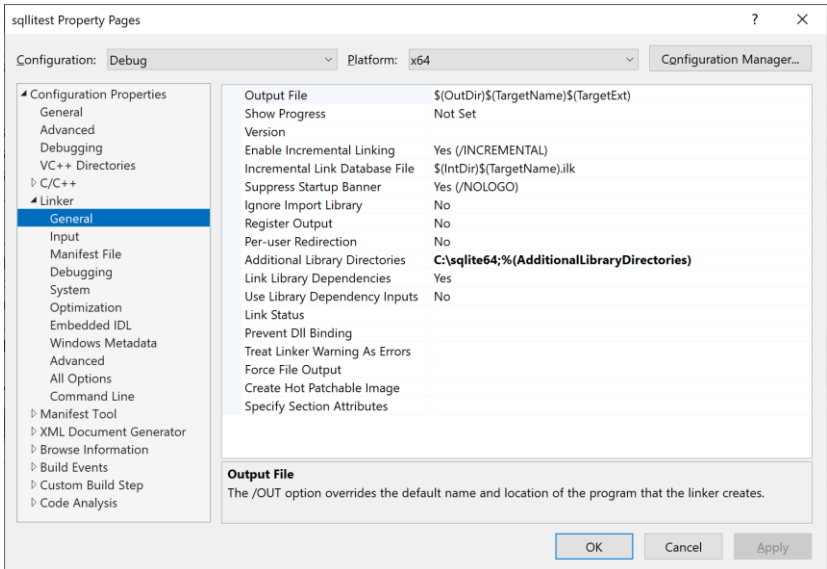 sqllitest Property Pages
? ×
Configuration: Debug Platform: x64 Configuration Manager...
Configuration Properties
General
Advanced
Debugging
VC++ Directories
C/C++
Linker
General
Input
Manifest File
Debugging
System
Optimization
Embedded IDL
Windows Metadata
Advanced
All Options
Command Line
Manifest Tool
XML Document Generator
Browse Information
Build Events
Custom Build Step
Code Analysis
Output File $(OutDir)$(TargetName)$(TargetExt)
Show Progress Not Set
Version
Enable Incremental Linking Yes (/INCREMENTAL)
Incremental Link Database File $(IntDir)$(TargetName).ilk
Suppress Startup Banner Yes (/NOLOGO)
Ignore Import Library No
Register Output No
Per-user Redirection No
Additional Library Directories C:\sqlite64;%(AdditionalLibraryDirectories)
Link Library Dependencies Yes
Use Library Dependency Inputs No
Link Status
Prevent Dll Binding
Treat Linker Warning As Errors
Force File Output
Create Hot Patchable Image
Specify Section Attributes
Output File
The /OUT option overrides the default name and location of the program that the linker creates.
OK Cancel Apply